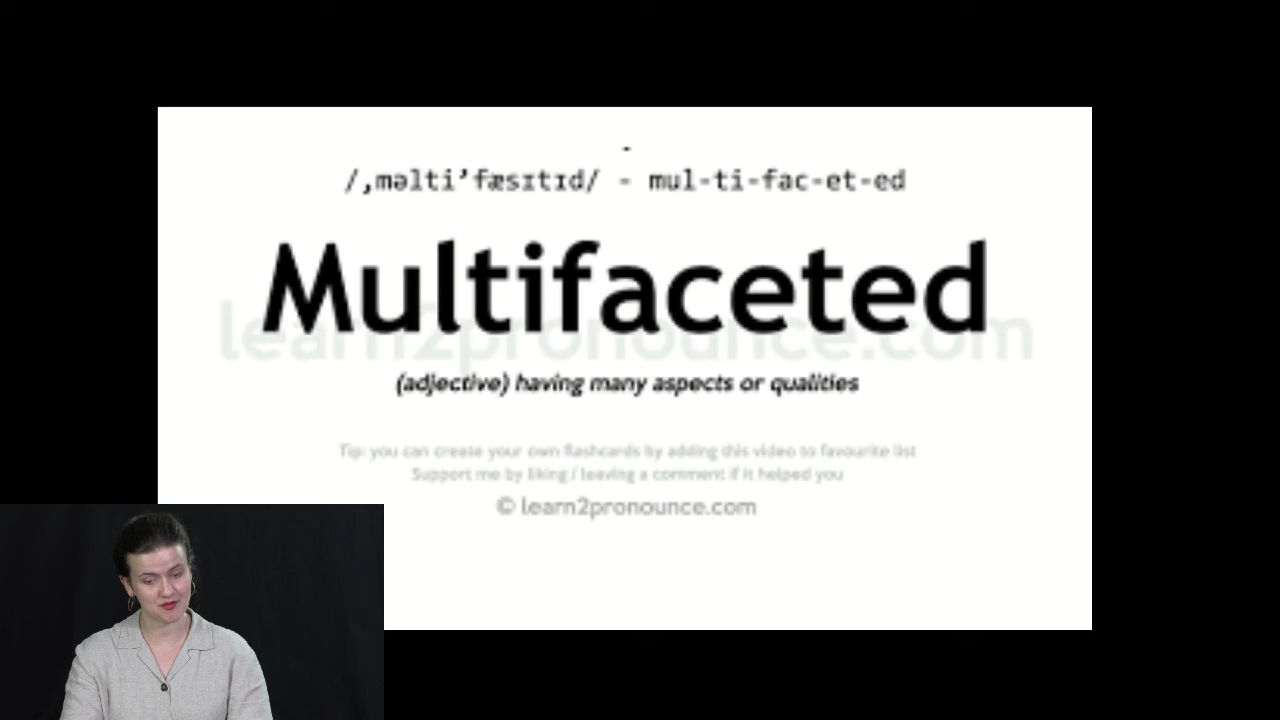 /ˌməltiˈfæsɪtɪd/ - mul-ti-fac-et-ed
Multifaceted
learn2pronounce.com
(adjective) having many aspects or qualities
Tip: you can create your own flashcards by adding this video to favourite list
Support me by liking / leaving a comment if it helped you
© learn2pronounce.com